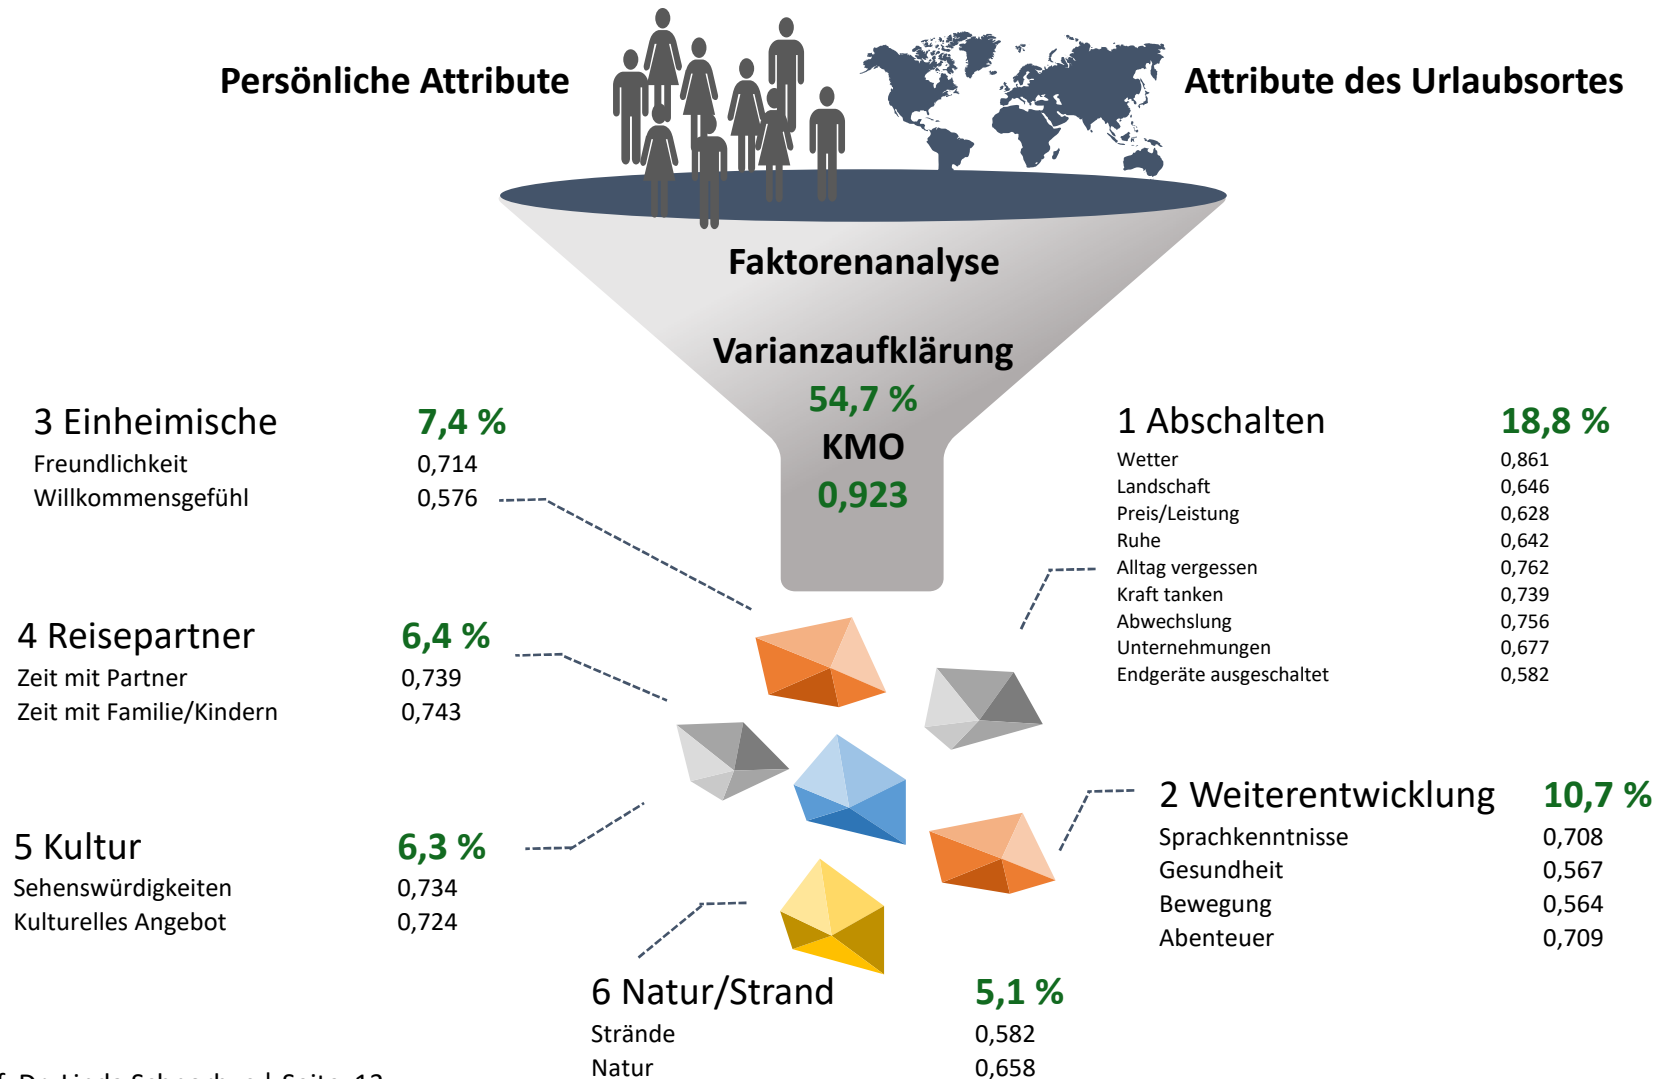 Persönliche Attribute
Attribute des Urlaubsortes
Faktorenanalyse
Varianzaufklärung
54,7 %
KMO
0,923
3 Einheimische 7,4 %
Freundlichkeit 0,714
Willkommensgefühl 0,576
4 Reisepartner 6,4 %
Zeit mit Partner 0,739
Zeit mit Familie/Kindern 0,743
5 Kultur 6,3 %
Sehenswürdigkeiten 0,734
Kulturelles Angebot 0,724
1 Abschalten 18,8 %
Wetter 0,861
Landschaft 0,646
Preis/Leistung 0,628
Ruhe 0,642
Alltag vergessen 0,762
Kraft tanken 0,739
Abwechslung 0,756
Unternehmungen 0,677
Endgeräte ausgeschaltet 0,582
2 Weiterentwicklung 10,7 %
Sprachkenntnisse 0,708
Gesundheit 0,567
Bewegung 0,564
Abenteuer 0,709
6 Natur/Strand 5,1 %
Strände 0,582
Natur 0,658